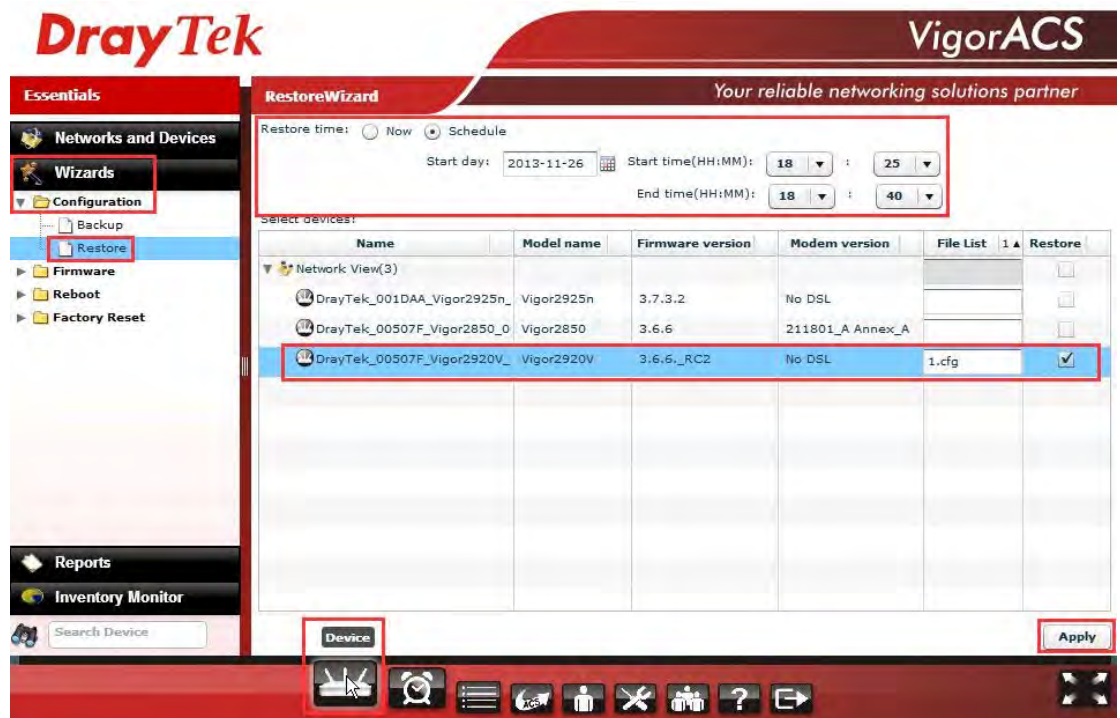 DrayTek
VigorACS
Essentials
RestoreWizard
Your reliable networking solutions partner
Networks and Devices
Wizards
Configuration
Backup
Restore
Firmware
Reboot
Factory Reset
Reports
Inventory Monitor
Search Device
Restore time: Now Schedule
Start day: 2013-11-26 Start time(HH:MM): 18 : 25
End time(HH:MM): 18 : 40
Select devices:
Name Model name Firmware version Modem version File List 1 Restore
Network View(3)
DrayTek_001DAA_Vigor2925n_ Vigor2925n 3.7.3.2 No DSL
DrayTek_00507F_Vigor2850_0 Vigor2850 3.6.6 211801_A Annex_A
DrayTek_00507F_Vigor2920V_ Vigor2920V 3.6.6._RC2 No DSL 1.cfg
Device
Apply
ACS
?